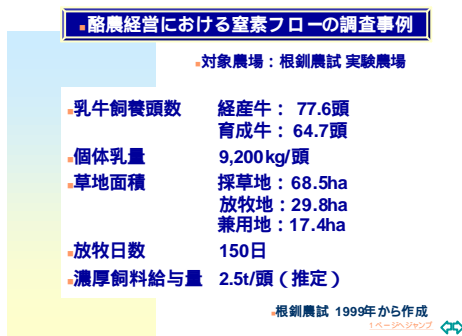 酪農経営における窒素フローの調査事例
対象農場:根釧農試 実験農場
乳牛飼養頭数 経産牛: 77.6頭
育成牛: 64.7頭
個体乳量 9,200kg/頭
草地面積 採草地:68.5ha
放牧地:29.8ha
兼用地:17.4ha
放牧日数 150日
濃厚飼料給与量 2.5t/頭(推定)
根釧農試 1999年から作成
1ページへジャンプ